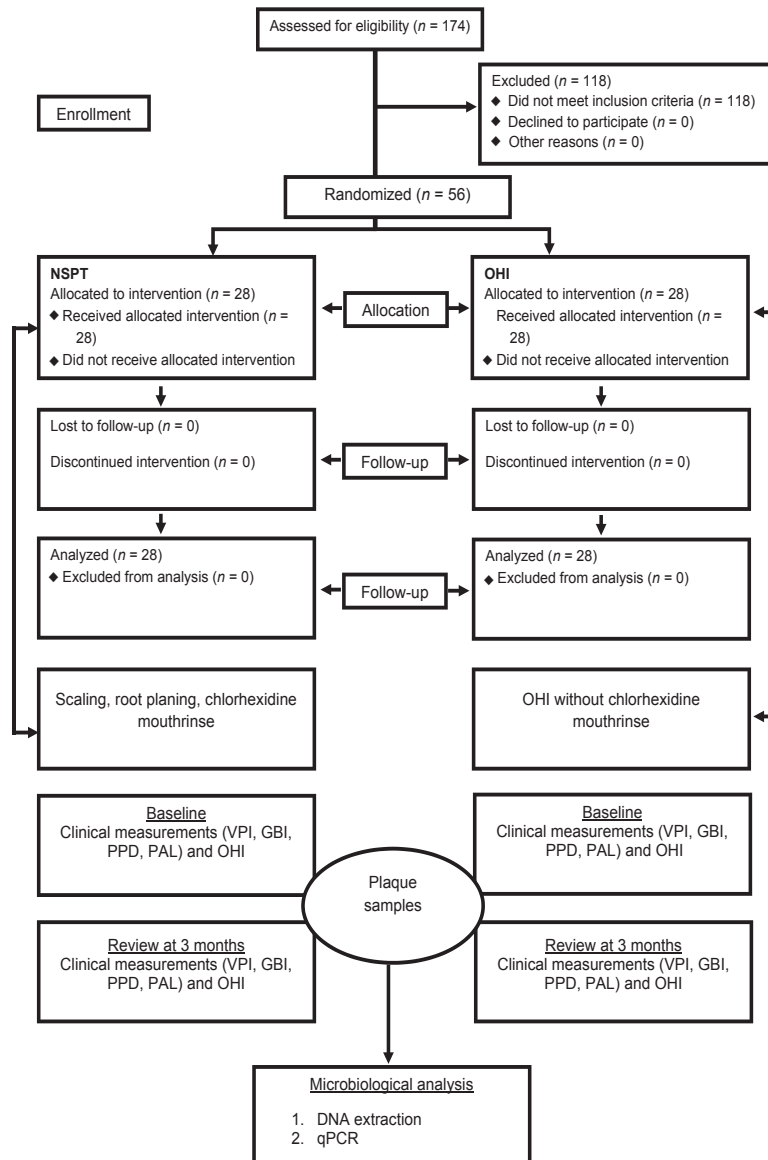 Assessed for eligibility (n = 174)
Excluded (n = 118)
◆ Did not meet inclusion criteria (n = 118)
◆ Declined to participate (n = 0)
◆ Other reasons (n = 0)
Enrollment
Randomized (n = 56)
NSPT
Allocated to intervention (n = 28)
◆ Received allocated intervention (n =
28)
◆ Did not receive allocated intervention
Allocation
OHI
Allocated to intervention (n = 28)
Received allocated intervention (n =
28)
◆ Did not receive allocated intervention
Lost to follow-up (n = 0)
Discontinued intervention (n = 0)
Follow-up
Lost to follow-up (n = 0)
Discontinued intervention (n = 0)
Analyzed (n = 28)
◆ Excluded from analysis (n = 0)
Follow-up
Analyzed (n = 28)
◆ Excluded from analysis (n = 0)
Scaling, root planing, chlorhexidine
mouthrinse
OHI without chlorhexidine
mouthrinse
Baseline
Clinical measurements (VPI, GBI,
PPD, PAL) and OHI
Baseline
Clinical measurements (VPI, GBI,
PPD, PAL) and OHI
Plaque
samples
Review at 3 months
Clinical measurements (VPI, GBI,
PPD, PAL) and OHI
Review at 3 months
Clinical measurements (VPI, GBI,
PPD, PAL) and OHI
Microbiological analysis
1. DNA extraction
2. qPCR